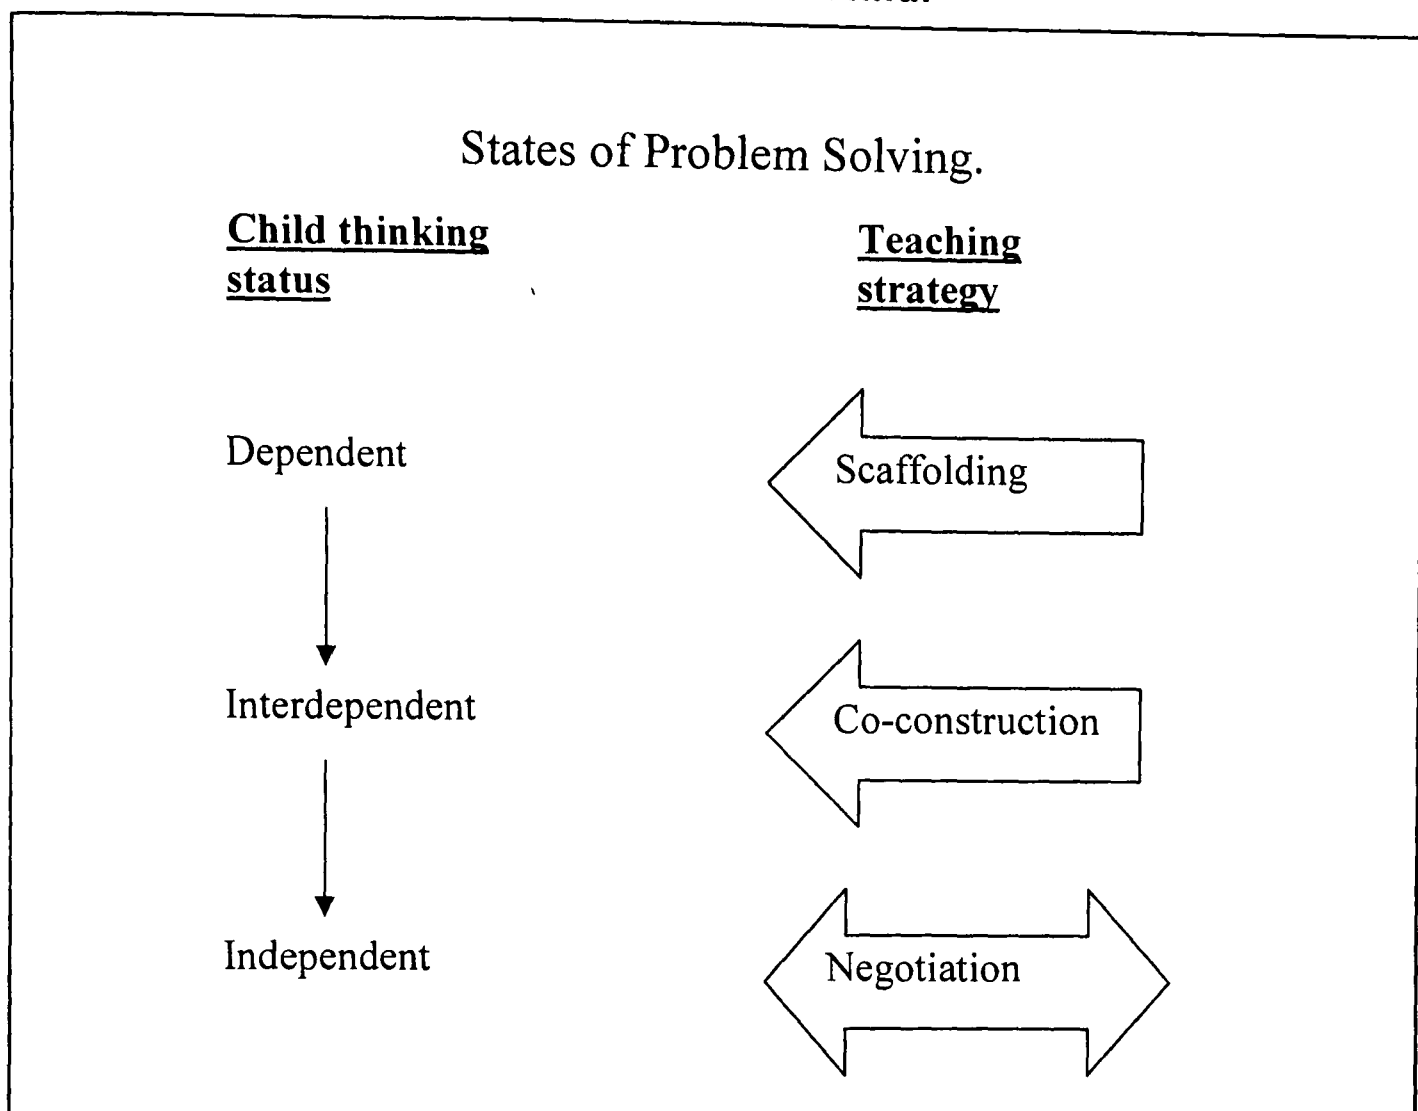 States of Problem Solving.
Child thinking
status
Teaching
strategy
Dependent
Scaffolding
Interdependent
Co-construction
Independent
Negotiation